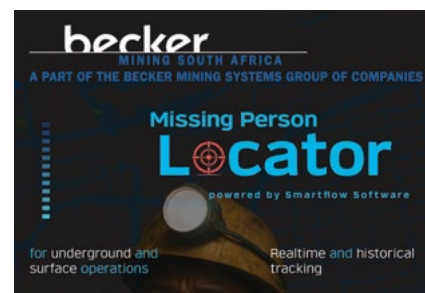 becker
MINING SOUTH AFRICA
A PART OF THE BECKER MINING SYSTEMS GROUP OF COMPANIES
Missing Person
Locator
powered by Smartflow Software
for underground and
surface operations
Realtime and historical
tracking